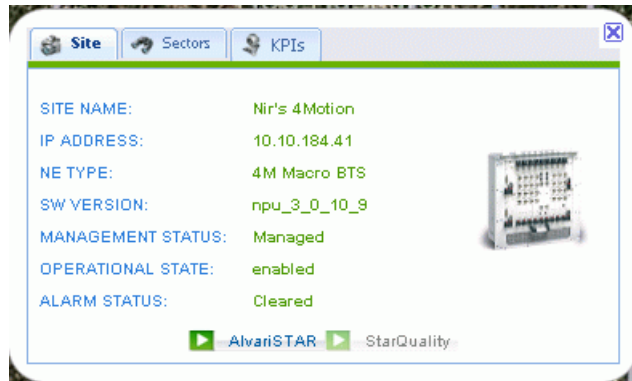 Site Sectors KPIs
SITE NAME: Nir's 4Motion
IP ADDRESS: 10.10.184.41
NE TYPE: 4M Macro BTS
SW VERSION: npu_3_0_10_9
MANAGEMENT STATUS: Managed
OPERATIONAL STATE: enabled
ALARM STATUS: Cleared
AlvariSTAR StarQuality